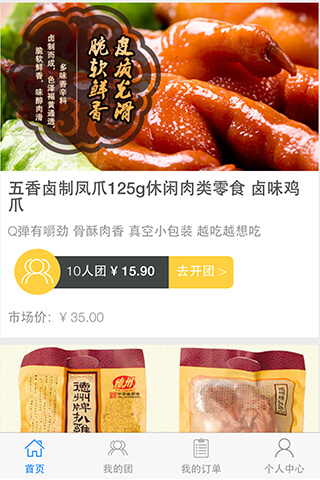 皮滑
脆软鲜香
多味香辛料
卤制而成，色泽褐黄通透，
脆软鲜香，味醇肉滑
五香卤制凤爪125g休闲肉类零食 卤味鸡
爪
Q弹有嚼劲 骨酥肉香 真空小包装 越吃越想吃
10人团 ¥ 15.90 去开团 >
市场价：¥ 35.00
德州
德州牌扒雞
首页
我的团
我的订单
个人中心